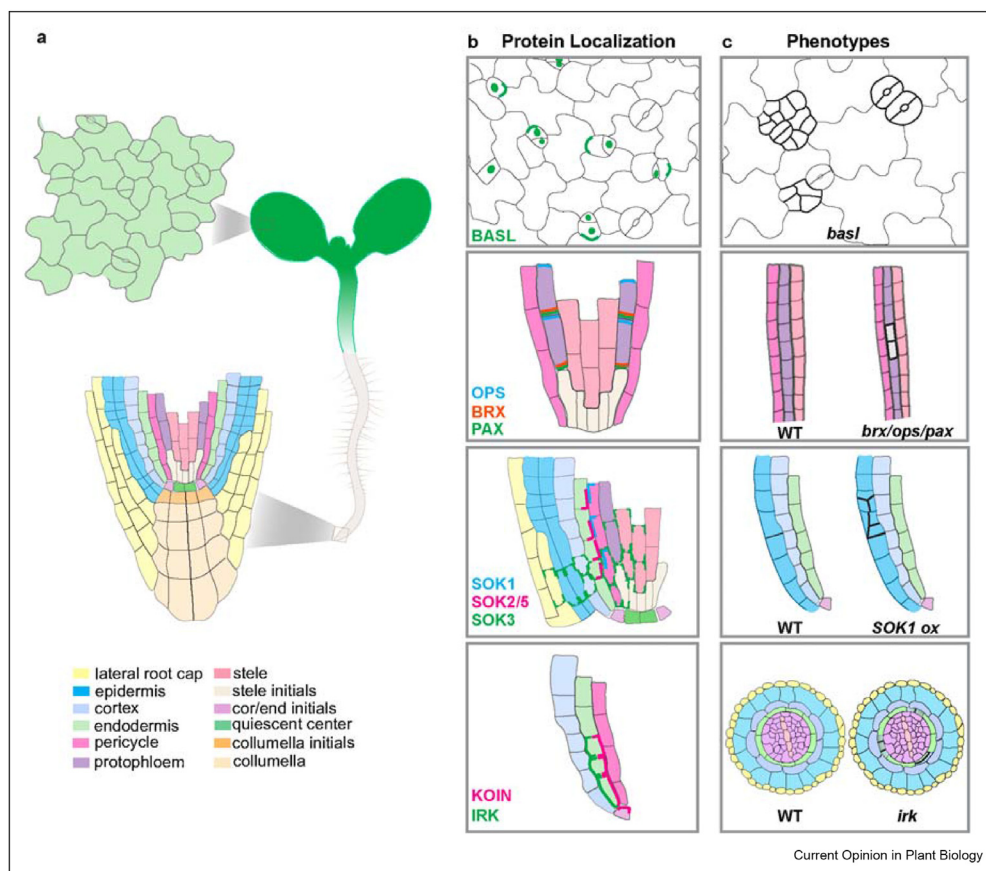 a
b Protein Localization
c Phenotypes
BASL
basl
OPS
BRX
PAX
WT
brx/ops/pax
SOK1
SOK2/5
SOK3
WT
SOK1 ox
KOIN
IRK
WT
irk
lateral root cap
epidermis
cortex
endodermis
pericycle
protophloem
stele
stele initials
cor/end initials
quiescent center
collumella initials
collumella
Current Opinion in Plant Biology